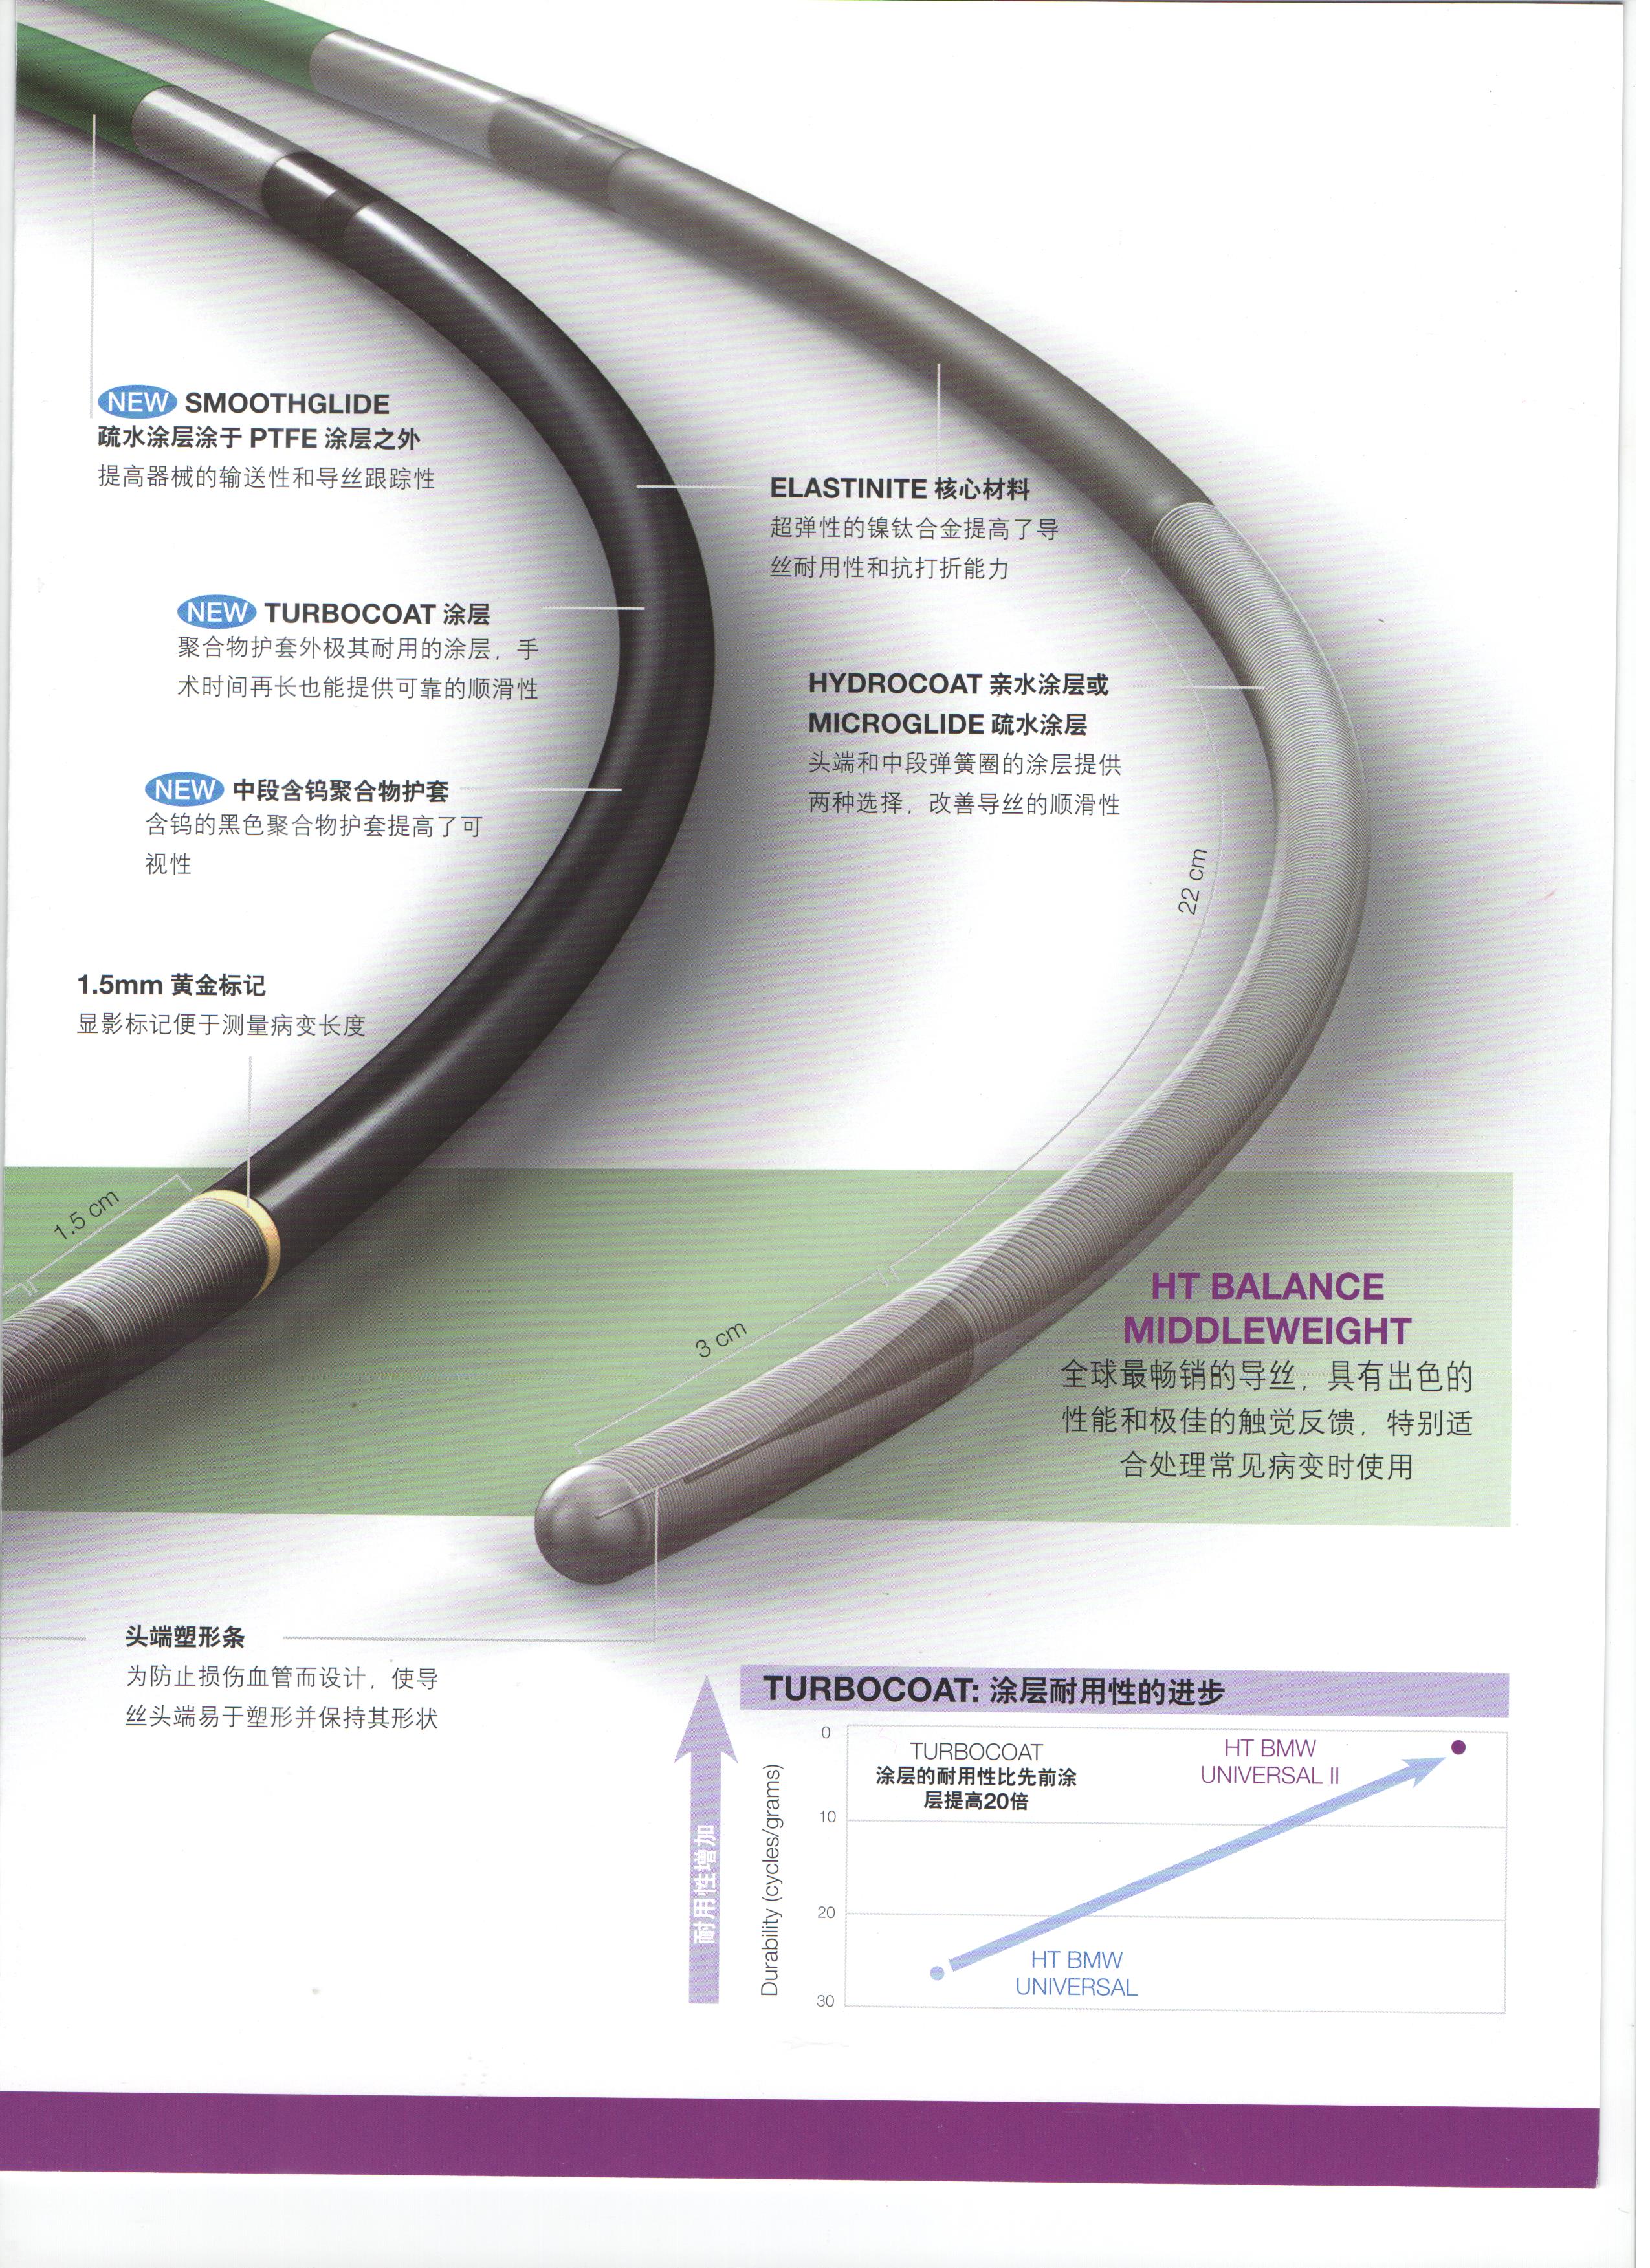 NEW SMOOTHGLIDE
疏水涂层涂于 PTFE 涂层之外
提高器械的输送性和导丝跟踪性
ELASTINITE 核心材料
超弹性的镍钛合金提高了导
丝耐用性和抗打折能力
NEW TURBOCOAT 涂层
聚合物护套外极其耐用的涂层，手
术时间再长也能提供可靠的顺滑性
HYDROCOAT 亲水涂层或
MICROGLIDE 疏水涂层
头端和中段弹簧圈的涂层提供
两种选择，改善导丝的顺滑性
NEW 中段含钨聚合物护套
含钨的黑色聚合物护套提高了可
视性
22 cm
1.5mm 黄金标记
显影标记便于测量病变长度
1.5 cm
3 cm
HT BALANCE
MIDDLEWEIGHT
全球最畅销的导丝，具有出色的
性能和极佳的触觉反馈，特别适
合处理常见病变时使用
头端塑形条
为防止损伤血管而设计，使导
丝头端易于塑形并保持其形状
TURBOCOAT: 涂层耐用性的进步
耐用性增加
Durability (cycles/grams)
0
10
20
30
TURBOCOAT
涂层的耐用性比先前涂
层提高20倍
HT BMW
UNIVERSAL II
HT BMW
UNIVERSAL